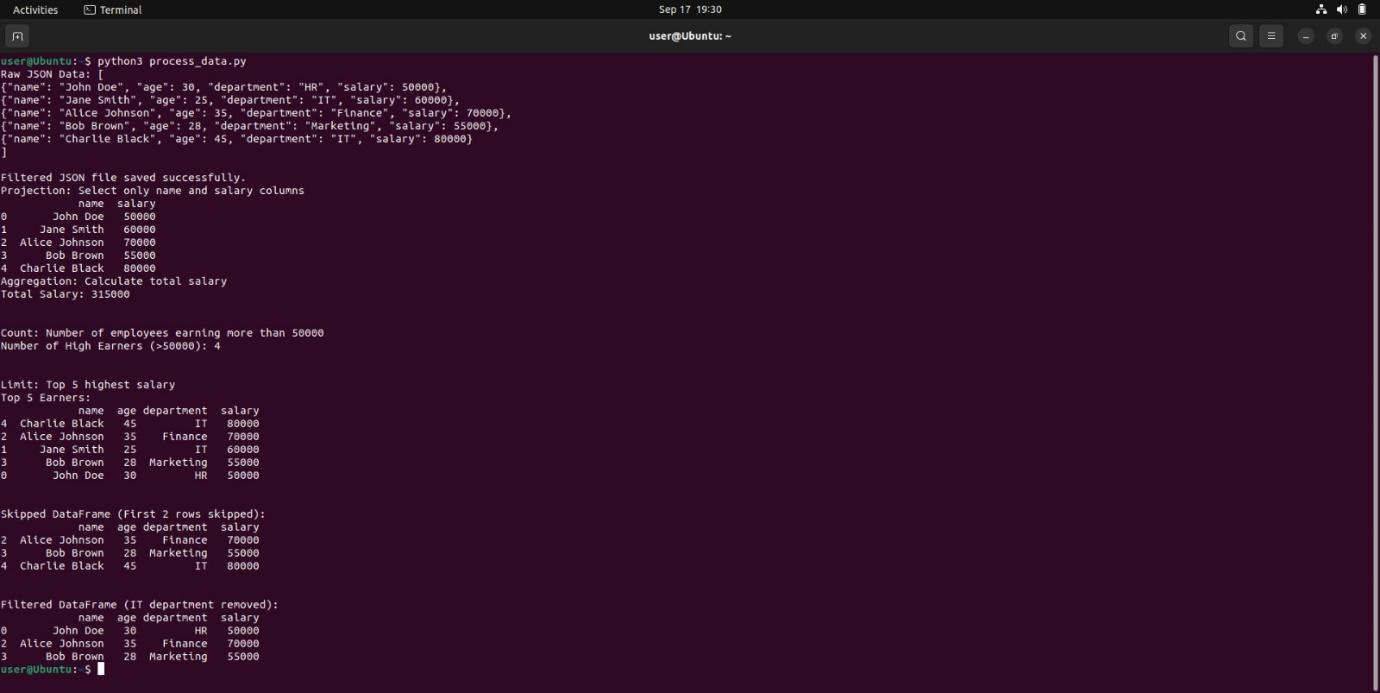 Activities Terminal Sep 17 19:30
user@Ubuntu: ~
user@Ubuntu:~$ python3 process_data.py
Raw JSON Data: [
{"name": "John Doe", "age": 30, "department": "HR", "salary": 50000},
{"name": "Jane Smith", "age": 25, "department": "IT", "salary": 60000},
{"name": "Alice Johnson", "age": 35, "department": "Finance", "salary": 70000},
{"name": "Bob Brown", "age": 28, "department": "Marketing", "salary": 55000},
{"name": "Charlie Black", "age": 45, "department": "IT", "salary": 80000}
]
Filtered JSON file saved successfully.
Projection: Select only name and salary columns
name salary
0 John Doe 50000
1 Jane Smith 60000
2 Alice Johnson 70000
3 Bob Brown 55000
4 Charlie Black 80000
Aggregation: Calculate total salary
Total Salary: 315000
Count: Number of employees earning more than 50000
Number of High Earners (>50000): 4
Limit: Top 5 highest salary
Top 5 Earners:
name age department salary
4 Charlie Black 45 IT 80000
2 Alice Johnson 35 Finance 70000
1 Jane Smith 25 IT 60000
3 Bob Brown 28 Marketing 55000
0 John Doe 30 HR 50000
Skipped DataFrame (First 2 rows skipped):
name age department salary
2 Alice Johnson 35 Finance 70000
3 Bob Brown 28 Marketing 55000
4 Charlie Black 45 IT 80000
Filtered DataFrame (IT department removed):
name age department salary
0 John Doe 30 HR 50000
2 Alice Johnson 35 Finance 70000
3 Bob Brown 28 Marketing 55000
user@Ubuntu:~$